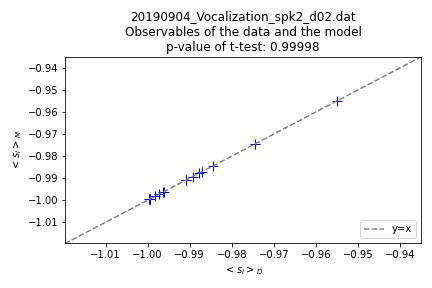 20190904_Vocalization_spk2_d02.dat
Observables of the data and the model
p-value of t-test: 0.99998
−0.94
−0.95
−0.96
−0.97
−0.98
−0.99
−1.00
−1.01
< s_i > _M
y=x
−1.01 −1.00 −0.99 −0.98 −0.97 −0.96 −0.95 −0.94
< s_i > _D